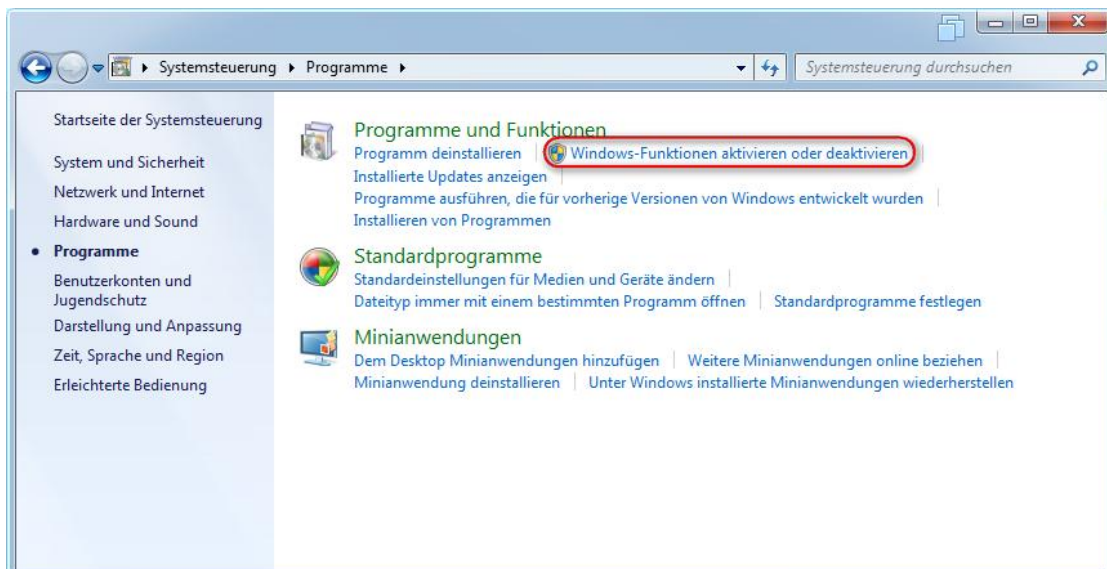 Systemsteuerung Programme
Systemsteuerung durchsuchen
Startseite der Systemsteuerung
System und Sicherheit
Netzwerk und Internet
Hardware und Sound
Programme
Benutzerkonten und
Jugendschutz
Darstellung und Anpassung
Zeit, Sprache und Region
Erleichterte Bedienung
Programme und Funktionen
Programm deinstallieren Windows-Funktionen aktivieren oder deaktivieren
Installierte Updates anzeigen
Programme ausführen, die für vorherige Versionen von Windows entwickelt wurden
Installieren von Programmen
Standardprogramme
Standardeinstellungen für Medien und Geräte ändern
Dateityp immer mit einem bestimmten Programm öffnen Standardprogramme festlegen
Minianwendungen
Dem Desktop Minianwendungen hinzufügen Weitere Minianwendungen online beziehen
Minianwendung deinstallieren Unter Windows installierte Minianwendungen wiederherstellen